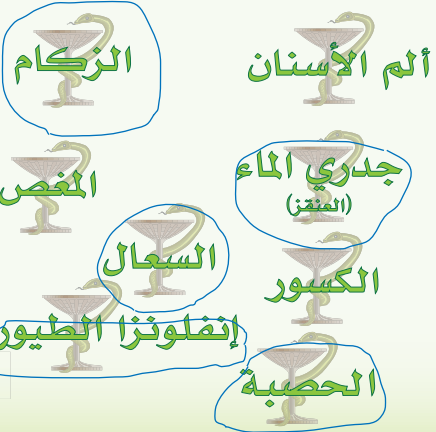 ألم الأسنان
الزكام
جدري الماء
(العنقز)
المغص
السعال
الكسور
إنفلونزا الطيور
الحصبة